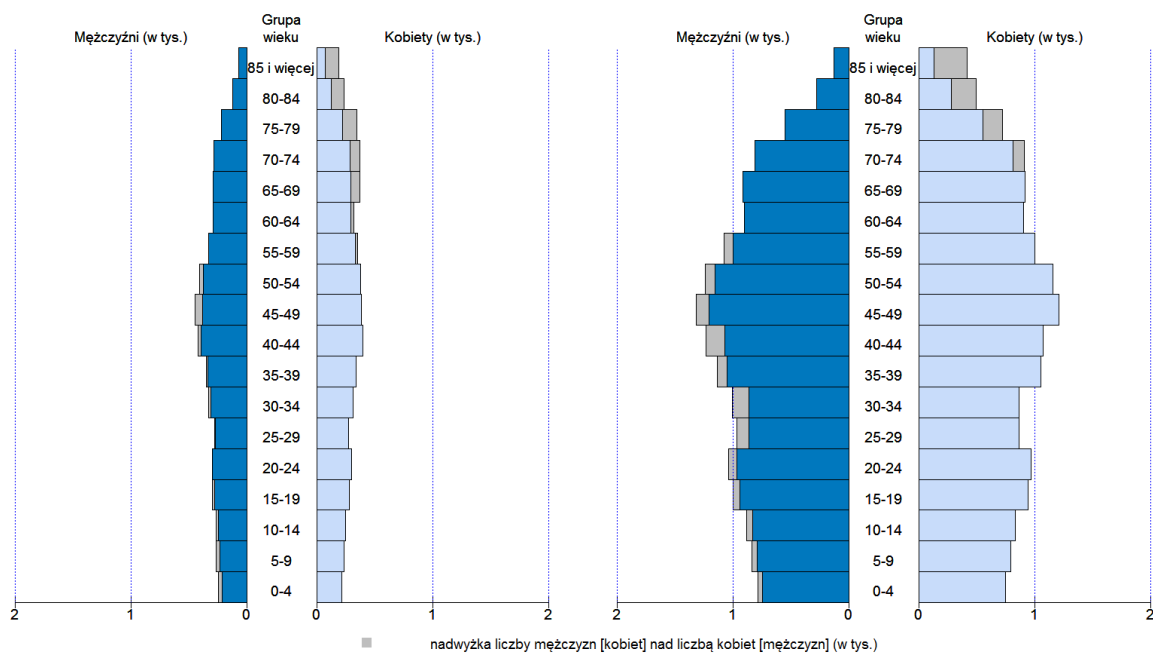 Grupa
wieku
Mężczyźni (w tys.)
Kobiety (w tys.)
85 i więcej
80-84
75-79
70-74
65-69
60-64
55-59
50-54
45-49
40-44
35-39
30-34
25-29
20-24
15-19
10-14
5-9
0-4
2 1 0 0 1 2
Grupa
wieku
Mężczyźni (w tys.)
Kobiety (w tys.)
85 i więcej
80-84
75-79
70-74
65-69
60-64
55-59
50-54
45-49
40-44
35-39
30-34
25-29
20-24
15-19
10-14
5-9
0-4
2 1 0 0 1 2
nadwyżka liczby mężczyzn [kobiet] nad liczbą kobiet [mężczyzn] (w tys.)